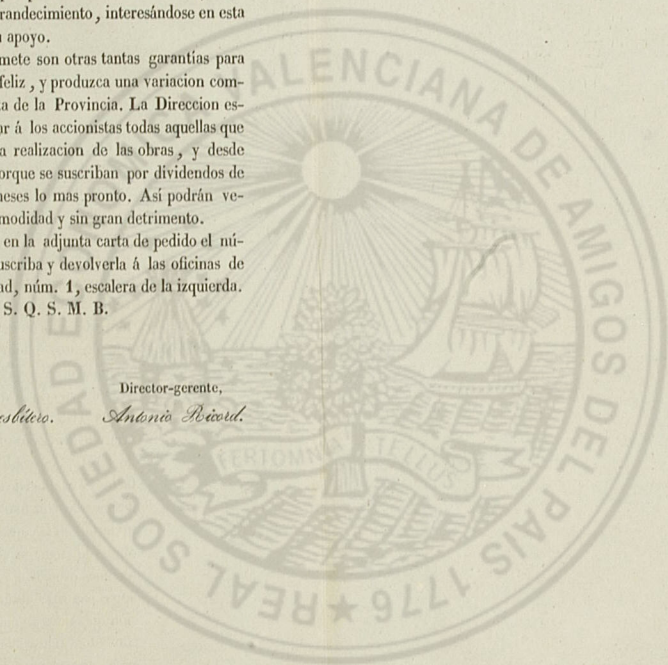 randecimiento, interesándose en esta
apoyo.
mete son otras tantas garantías para
feliz, y produzca una variacion com-
a de la Provincia. La Direccion es-
r á los accionistas todas aquellas que
a realizacion de las obras, y desde
orque se suscriban por dividendos de
eses lo mas pronto. Así podrán ve-
modidad y sin gran detrimento.
en la adjunta carta de pedido el nú-
uscriba y devolverla á las oficinas de
ad, núm. 1, escalera de la izquierda.
S. Q. S. M. B.
Director-gerente,
esbítero. Antonio Ricord.
REAL SOCIEDAD ECONÓMICA VALENCIANA DE AMIGOS DEL PAIS 1776 ★
FERT OMNIA TELLUS